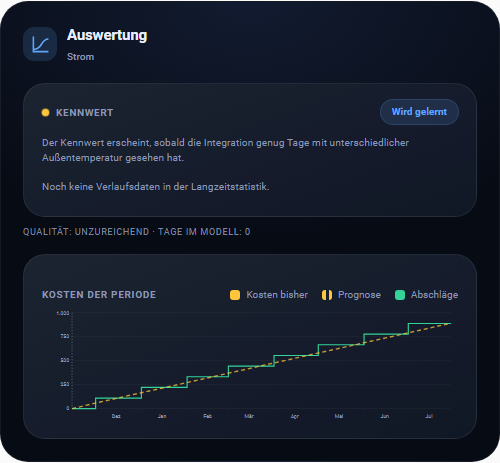 Auswertung
Strom
KENNWERT
Wird gelernt
Der Kennwert erscheint, sobald die Integration genug Tage mit unterschiedlicher
Außentemperatur gesehen hat.
Noch keine Verlaufsdaten in der Langzeitstatistik.
QUALITÄT: UNZUREICHEND · TAGE IM MODELL: 0
KOSTEN DER PERIODE
Kosten bisher
Prognose
Abschläge
1.000
750
500
250
0
Dez Jan Feb Mär Apr Mai Jun Jul